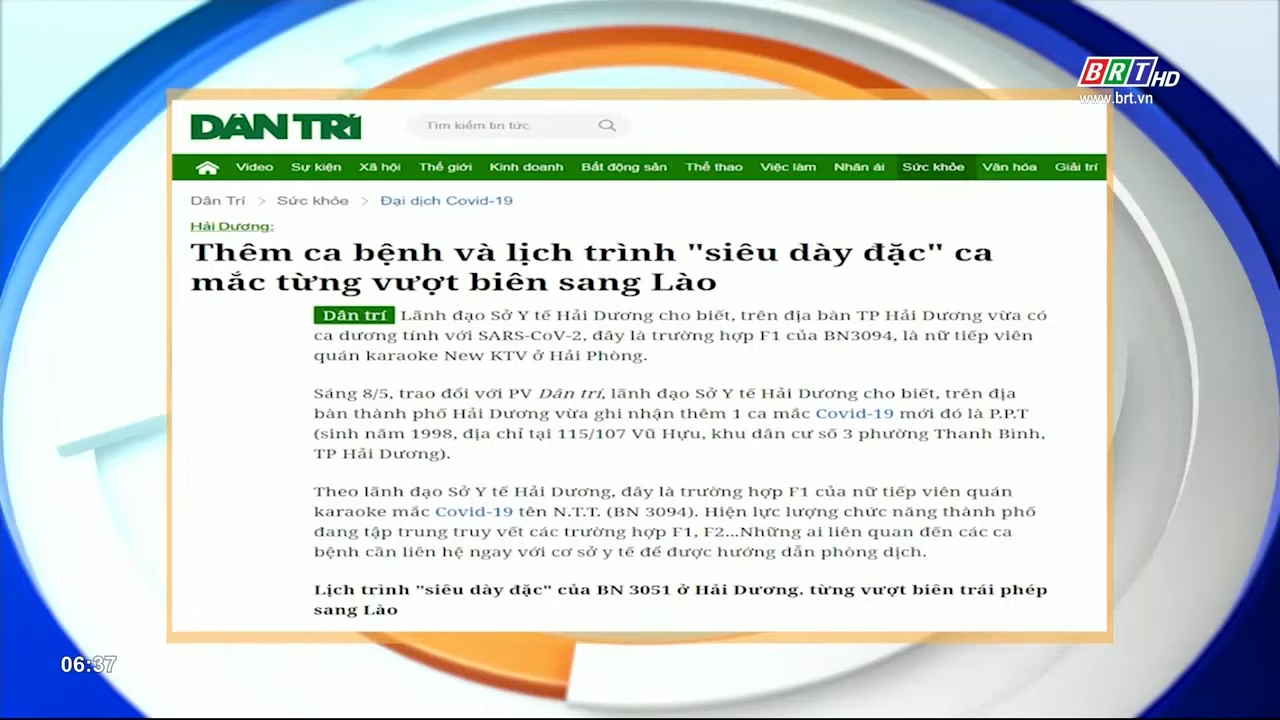 BRT HD
www.brt.vn
DÂN TRÍ
Tìm kiếm tin tức
Video Sự kiện Xã hội Thế giới Kinh doanh Bất động sản Thể thao Việc làm Nhân ái Sức khỏe Văn hóa Giải trí
Dân Trí > Sức khỏe > Đại dịch Covid-19
Hải Dương:
Thêm ca bệnh và lịch trình "siêu dày đặc" ca
mắc từng vượt biên sang Lào
Dân trí Lãnh đạo Sở Y tế Hải Dương cho biết, trên địa bàn TP Hải Dương vừa có
ca dương tính với SARS-CoV-2, đây là trường hợp F1 của BN3094, là nữ tiếp viên
quán karaoke New KTV ở Hải Phòng.
Sáng 8/5, trao đổi với PV Dân trí, lãnh đạo Sở Y tế Hải Dương cho biết, trên địa
bàn thành phố Hải Dương vừa ghi nhận thêm 1 ca mắc Covid-19 mới đó là P.P.T
(sinh năm 1998, địa chỉ tại 115/107 Vũ Hựu, khu dân cư số 3 phường Thanh Bình,
TP Hải Dương).
Theo lãnh đạo Sở Y tế Hải Dương, đây là trường hợp F1 của nữ tiếp viên quán
karaoke mắc Covid-19 tên N.T.T. (BN 3094). Hiện lực lượng chức năng thành phố
đang tập trung truy vết các trường hợp F1, F2...Những ai liên quan đến các ca
bệnh cần liên hệ ngay với cơ sở y tế để được hướng dẫn phòng dịch.
Lịch trình "siêu dày đặc" của BN 3051 ở Hải Dương, từng vượt biên trái phép
sang Lào
06:37